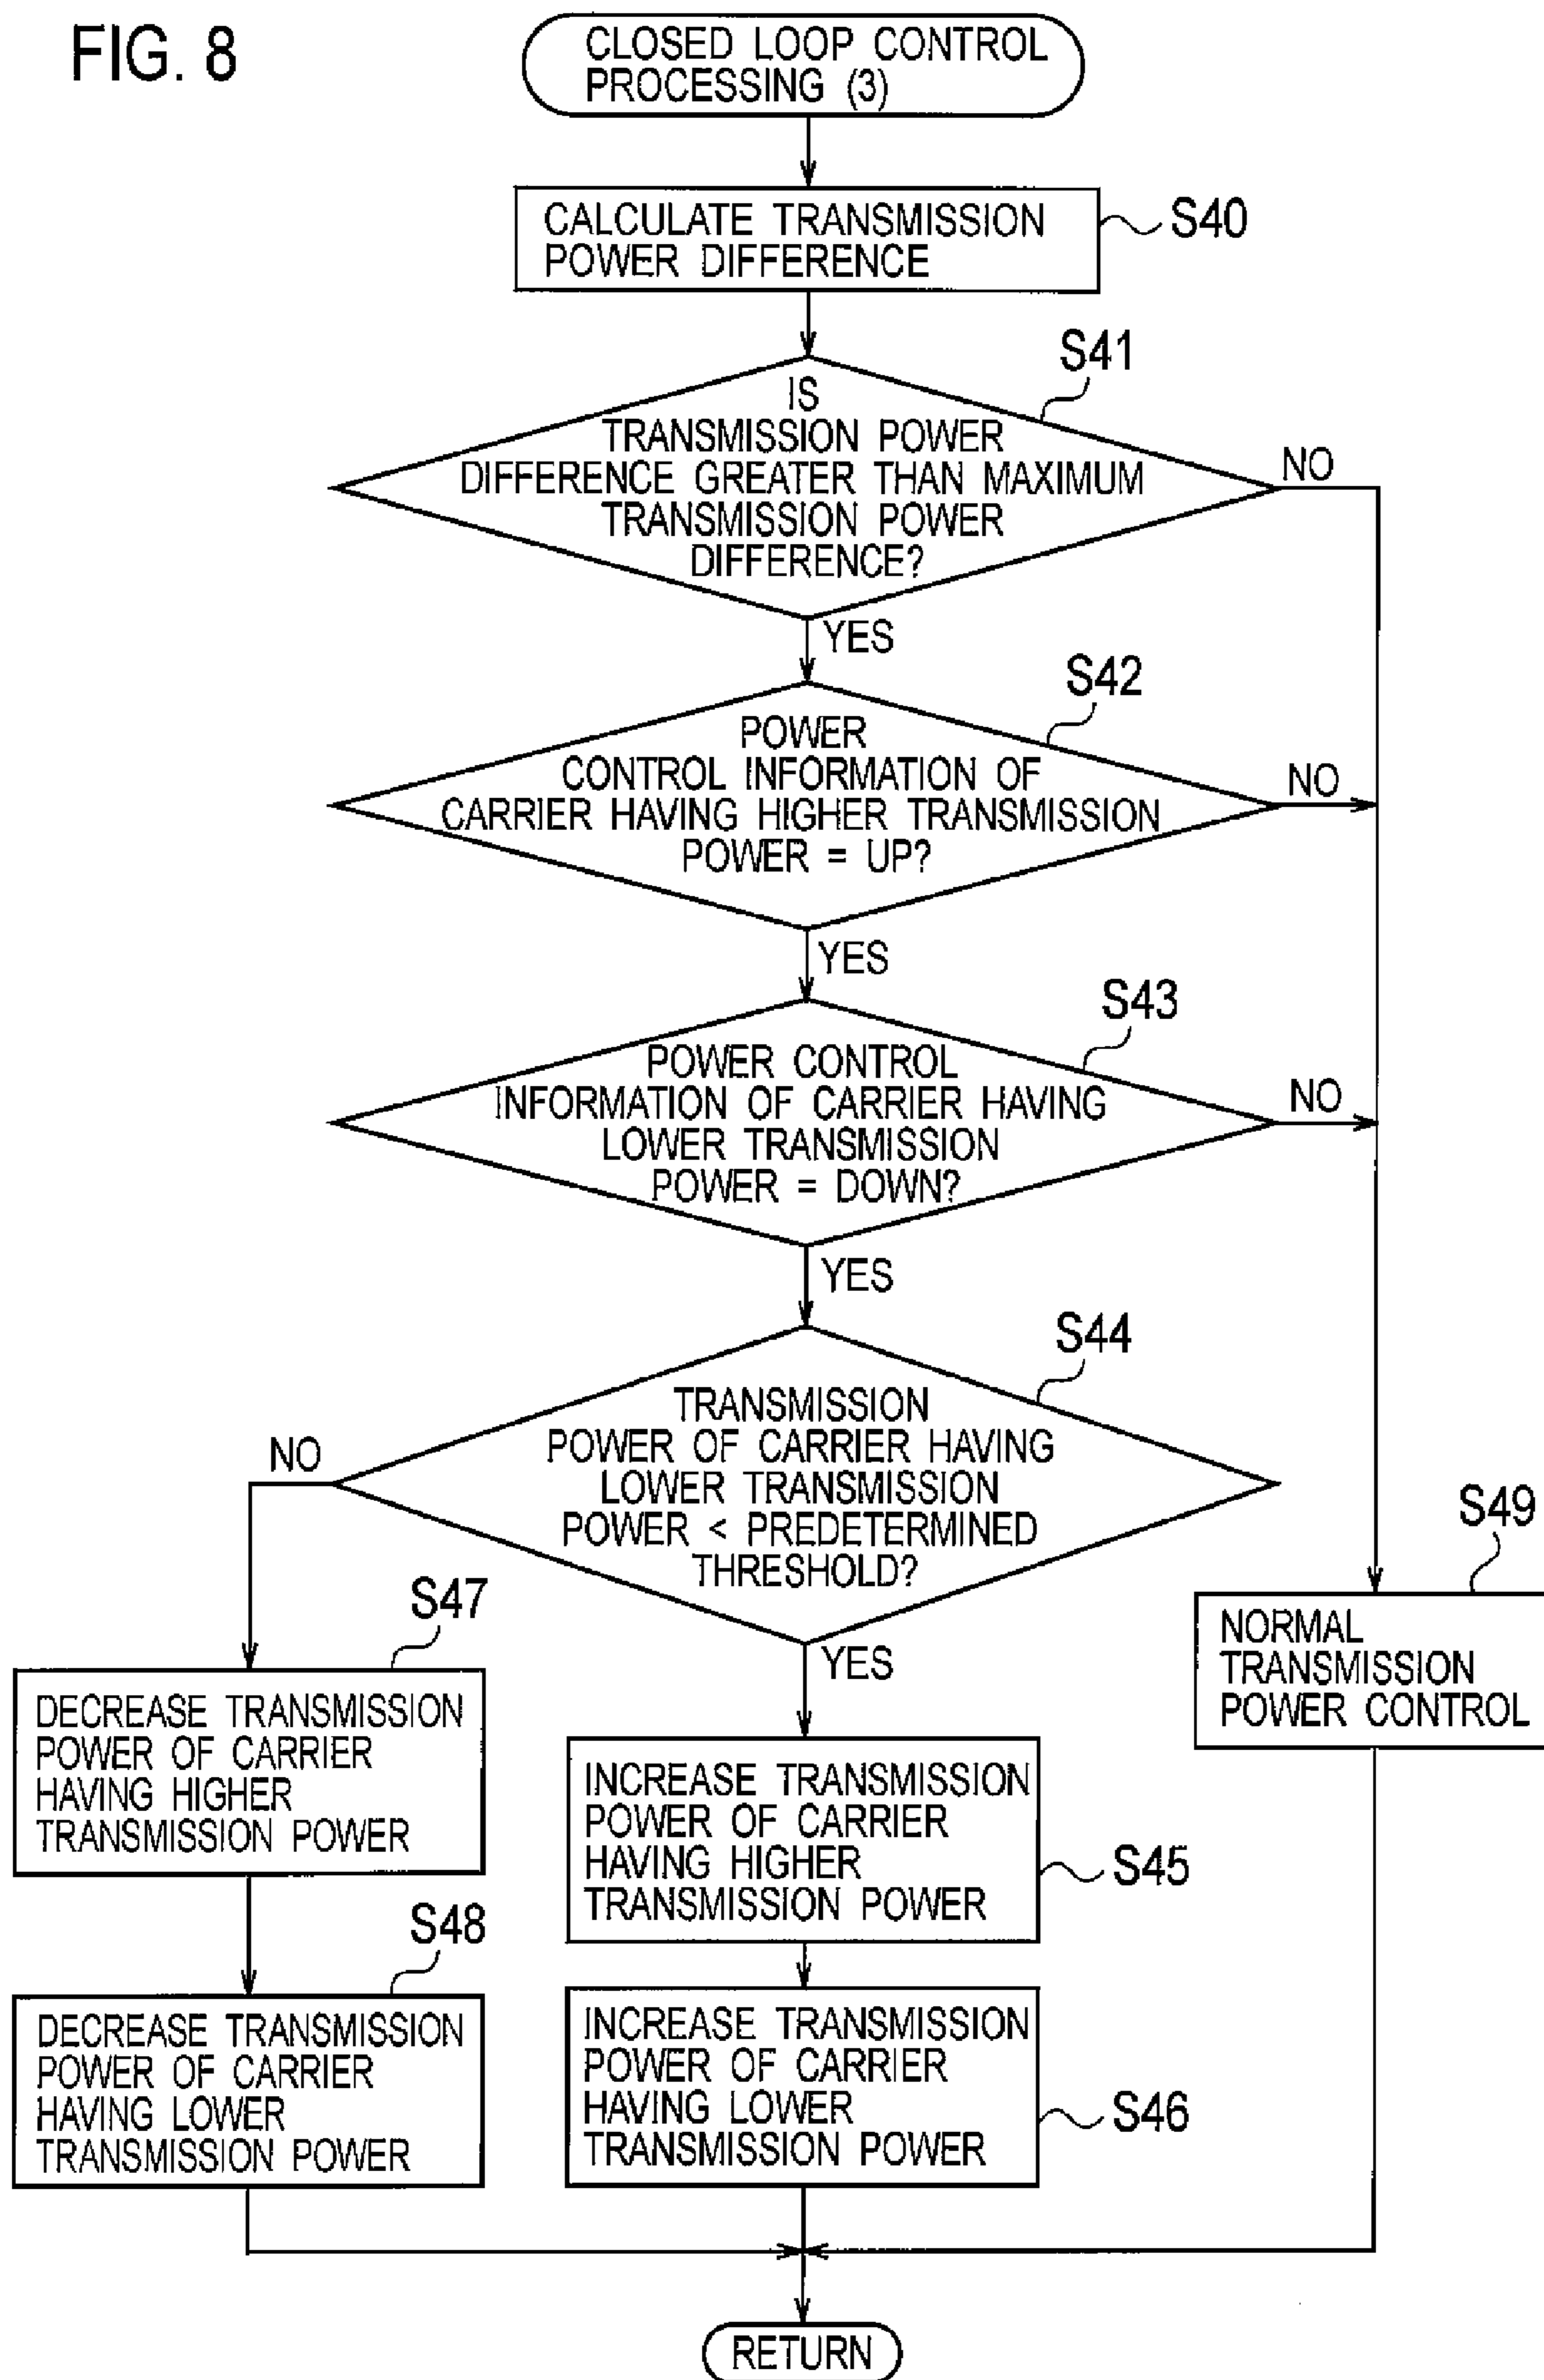 FIG. 8
CLOSED LOOP CONTROL
PROCESSING (3)
CALCULATE TRANSMISSION
POWER DIFFERENCE
S40
S41
IS
TRANSMISSION POWER
DIFFERENCE GREATER THAN MAXIMUM
TRANSMISSION POWER
DIFFERENCE?
NO
YES
S42
POWER
CONTROL INFORMATION OF
CARRIER HAVING HIGHER TRANSMISSION
POWER = UP?
NO
YES
S43
POWER CONTROL
INFORMATION OF CARRIER HAVING
LOWER TRANSMISSION
POWER = DOWN?
NO
YES
S44
TRANSMISSION
POWER OF CARRIER HAVING
LOWER TRANSMISSION
POWER < PREDETERMINED
THRESHOLD?
NO
YES
S47
DECREASE TRANSMISSION
POWER OF CARRIER
HAVING HIGHER
TRANSMISSION POWER
S48
DECREASE TRANSMISSION
POWER OF CARRIER
HAVING LOWER
TRANSMISSION POWER
INCREASE TRANSMISSION
POWER OF CARRIER
HAVING HIGHER
TRANSMISSION POWER
S45
INCREASE TRANSMISSION
POWER OF CARRIER
HAVING LOWER
TRANSMISSION POWER
S46
S49
NORMAL
TRANSMISSION
POWER CONTROL
RETURN